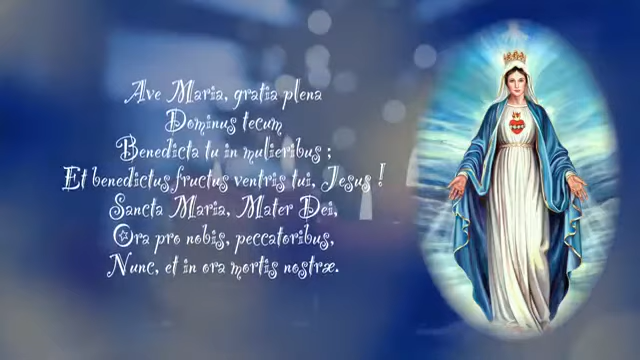 Ave Maria, gratia plena
Dominus tecum
Benedicta tu in mulieribus ;
Et benedictus fructus ventris tui, Jesus !
Sancta Maria, Mater Dei,
Ora pro nobis, peccatoribus,
Nunc, et in ora mortis nostræ.